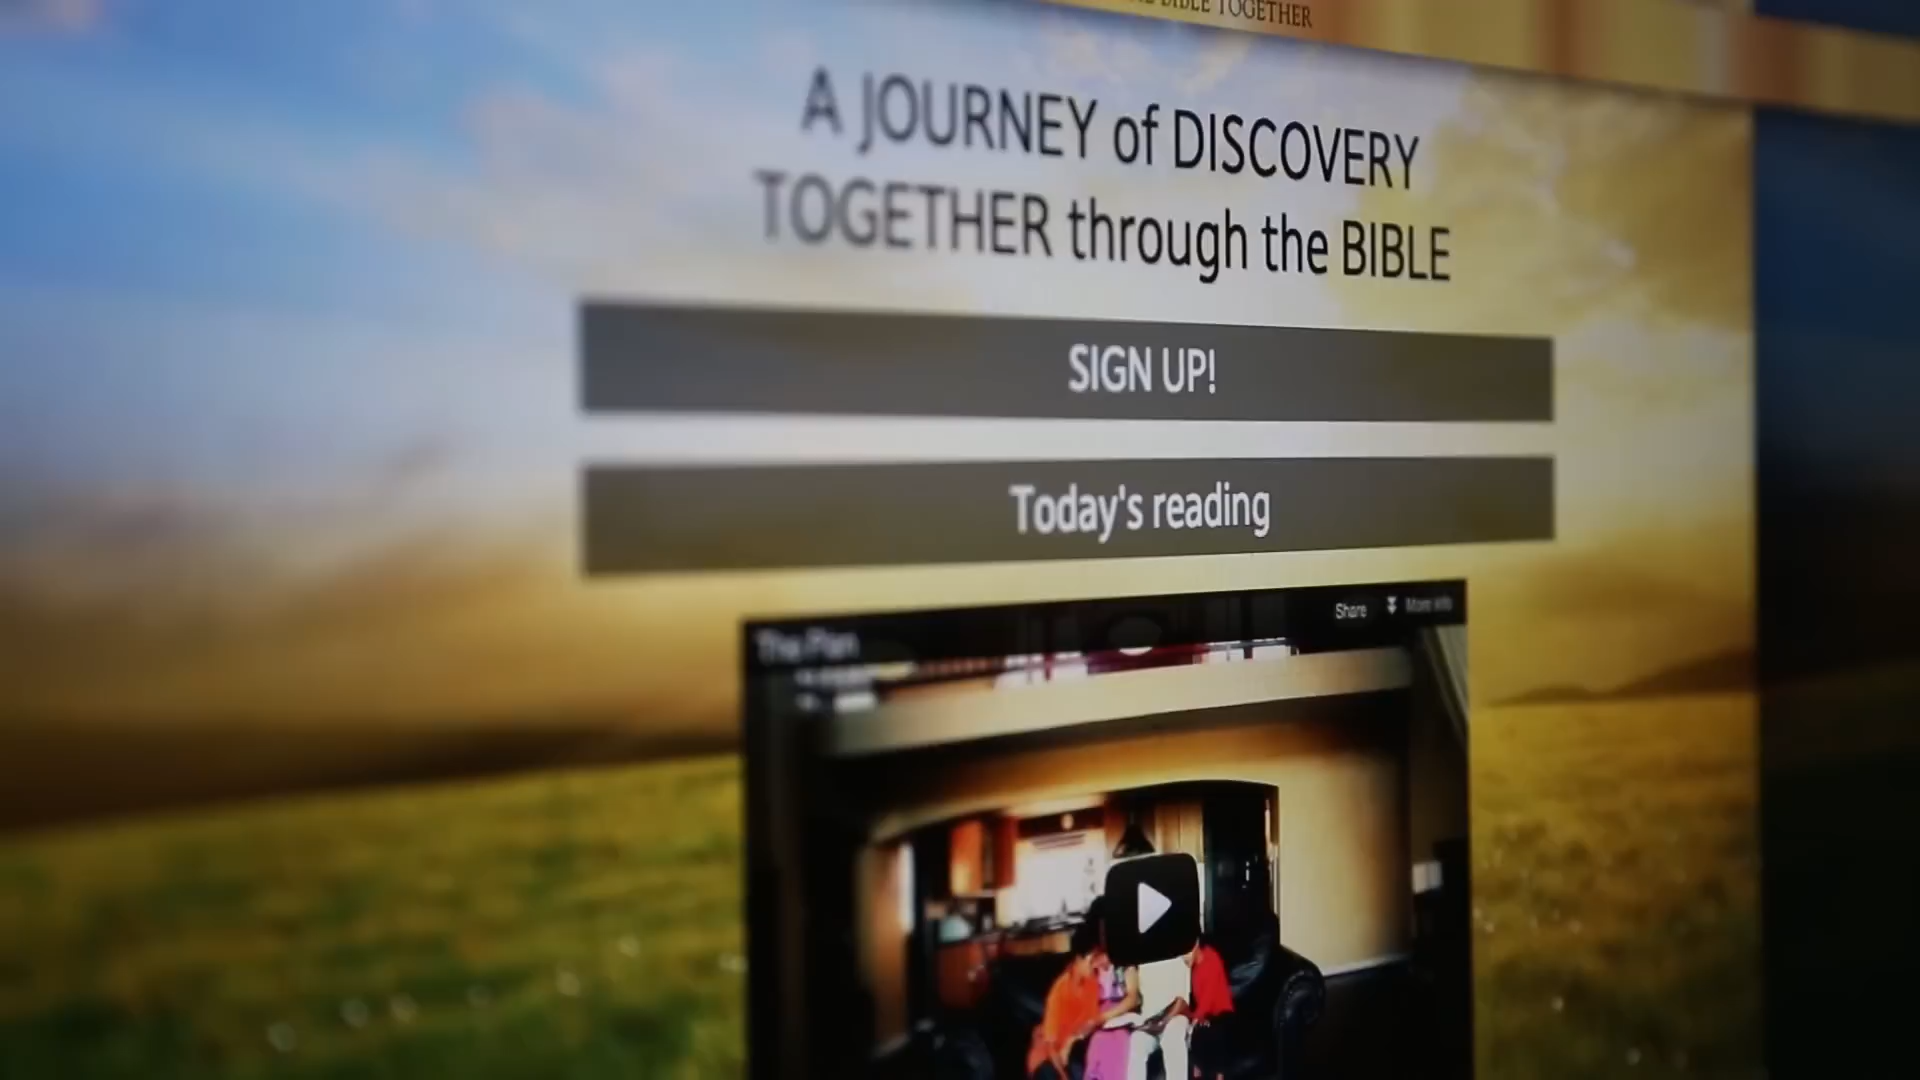 BIBLE TOGETHER
A JOURNEY of DISCOVERY
TOGETHER through the BIBLE
SIGN UP!
Today's reading
The Plan
Share
More info